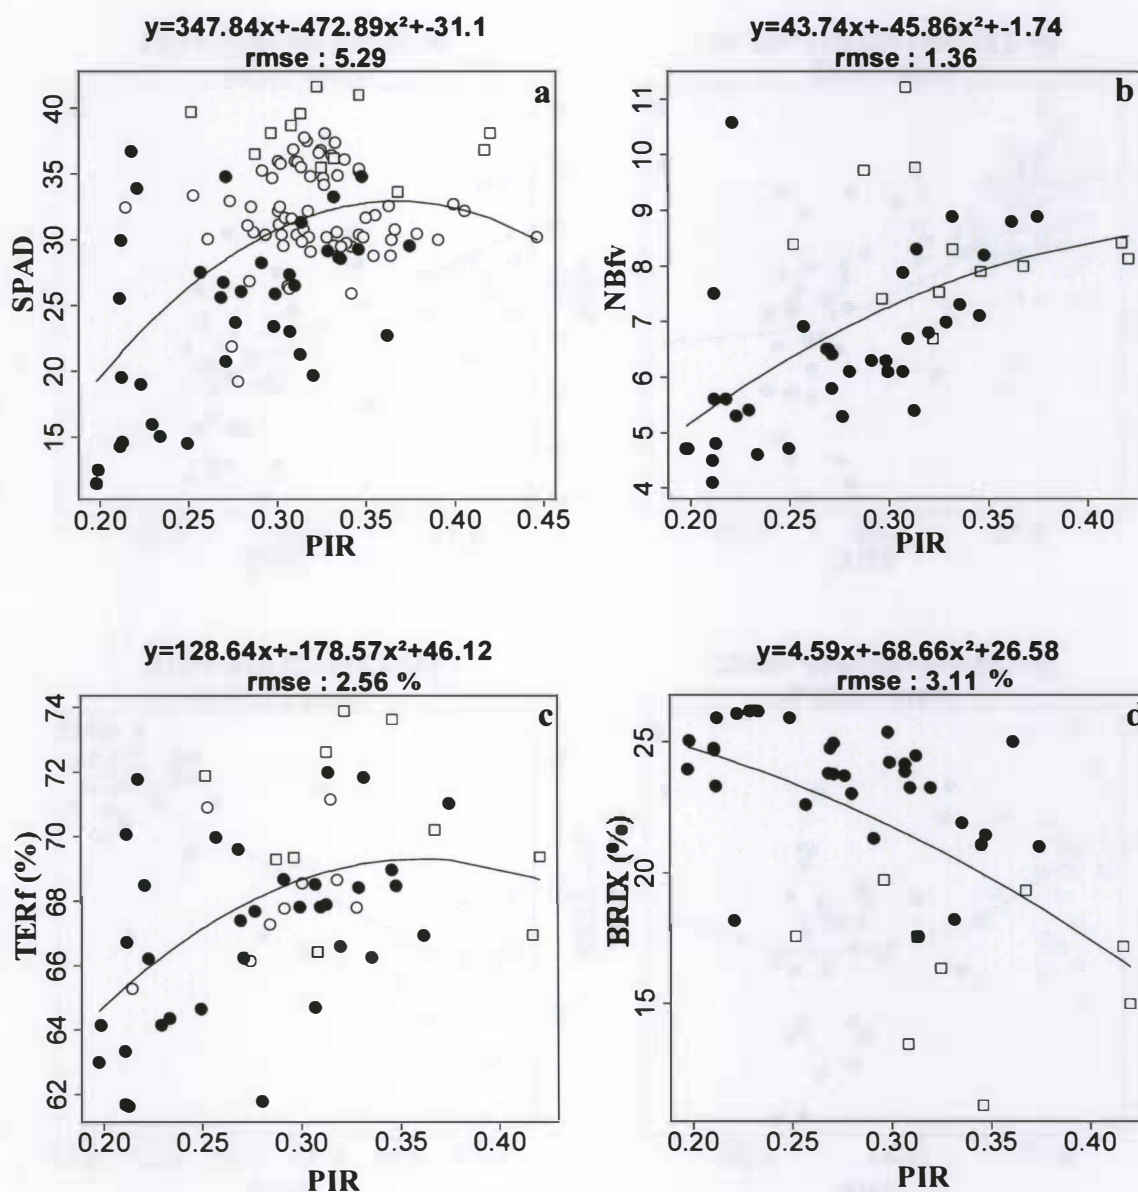 y=347.84x+-472.89x²+-31.1
rmse : 5.29
a
SPAD
40
35
30
25
20
15
0.20 0.25 0.30 0.35 0.40 0.45
PIR
y=43.74x+-45.86x²+-1.74
rmse : 1.36
b
NBfv
11
10
9
8
7
6
5
4
0.20 0.25 0.30 0.35 0.40
PIR
y=128.64x+-178.57x²+46.12
rmse : 2.56 %
c
TERf (%)
74
72
70
68
66
64
62
0.20 0.25 0.30 0.35 0.40
PIR
y=4.59x+-68.66x²+26.58
rmse : 3.11 %
d
BRIX (%)
25
20
15
0.20 0.25 0.30 0.35 0.40
PIR